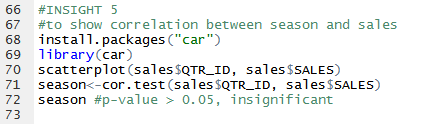 66 #INSIGHT 5
67 #to show correlation between season and sales
68 install.packages("car")
69 library(car)
70 scatterplot(sales$QTR_ID, sales$SALES)
71 season<-cor.test(sales$QTR_ID, sales$SALES)
72 season #p-value > 0.05, insignificant
73